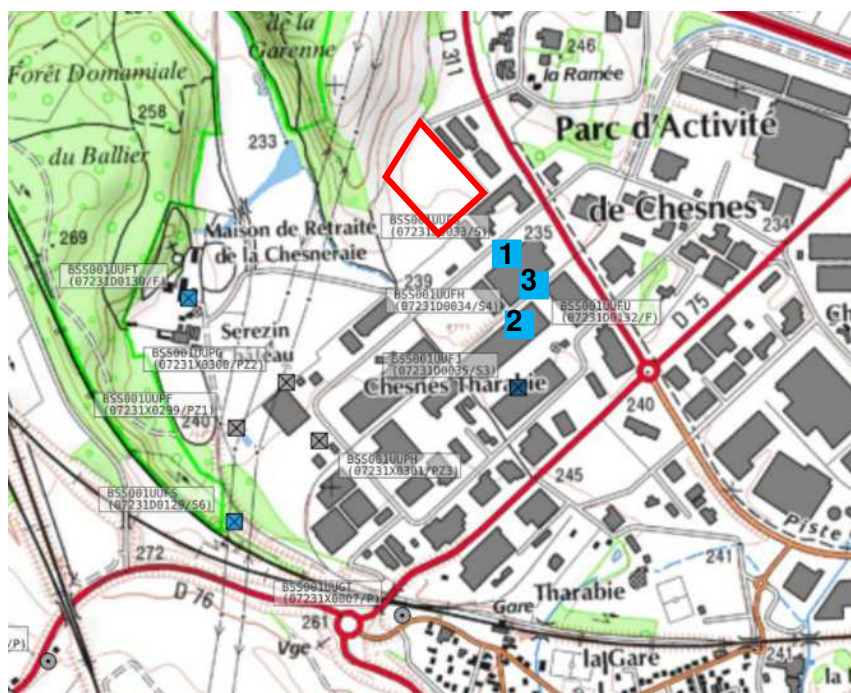 de la
Garenne
D 311
246
la Ramée
Forêt Domamiale
258
du Ballier
233
Parc d'Activité
de Chesnes
234
269
Maison de Retraite
de la Chesneraie
BSS001UUFT
(07231D0130/F)
235
1
239
3
BSS001UUFH
(07231D0034/S4)
BSS001UUFU
(07231D0132/F)
D 75
2
Serezin
BSS001UUPG
(07231X0300/PZ2)
BSS001UUFJ
(07231D0035/S3)
Chesnes Tharabie
BSS001UUPF
(07231X0299/PZ1)
240
240
BSS001UUPH
(07231X0301/PZ3)
245
BSS001UUFS
(07231D0129/S6)
Piste
272
241
D 76
BSS001UUGT
(07231X0007/P)
Tharabie
261
Gare
Vge
la Gare
241
/P)